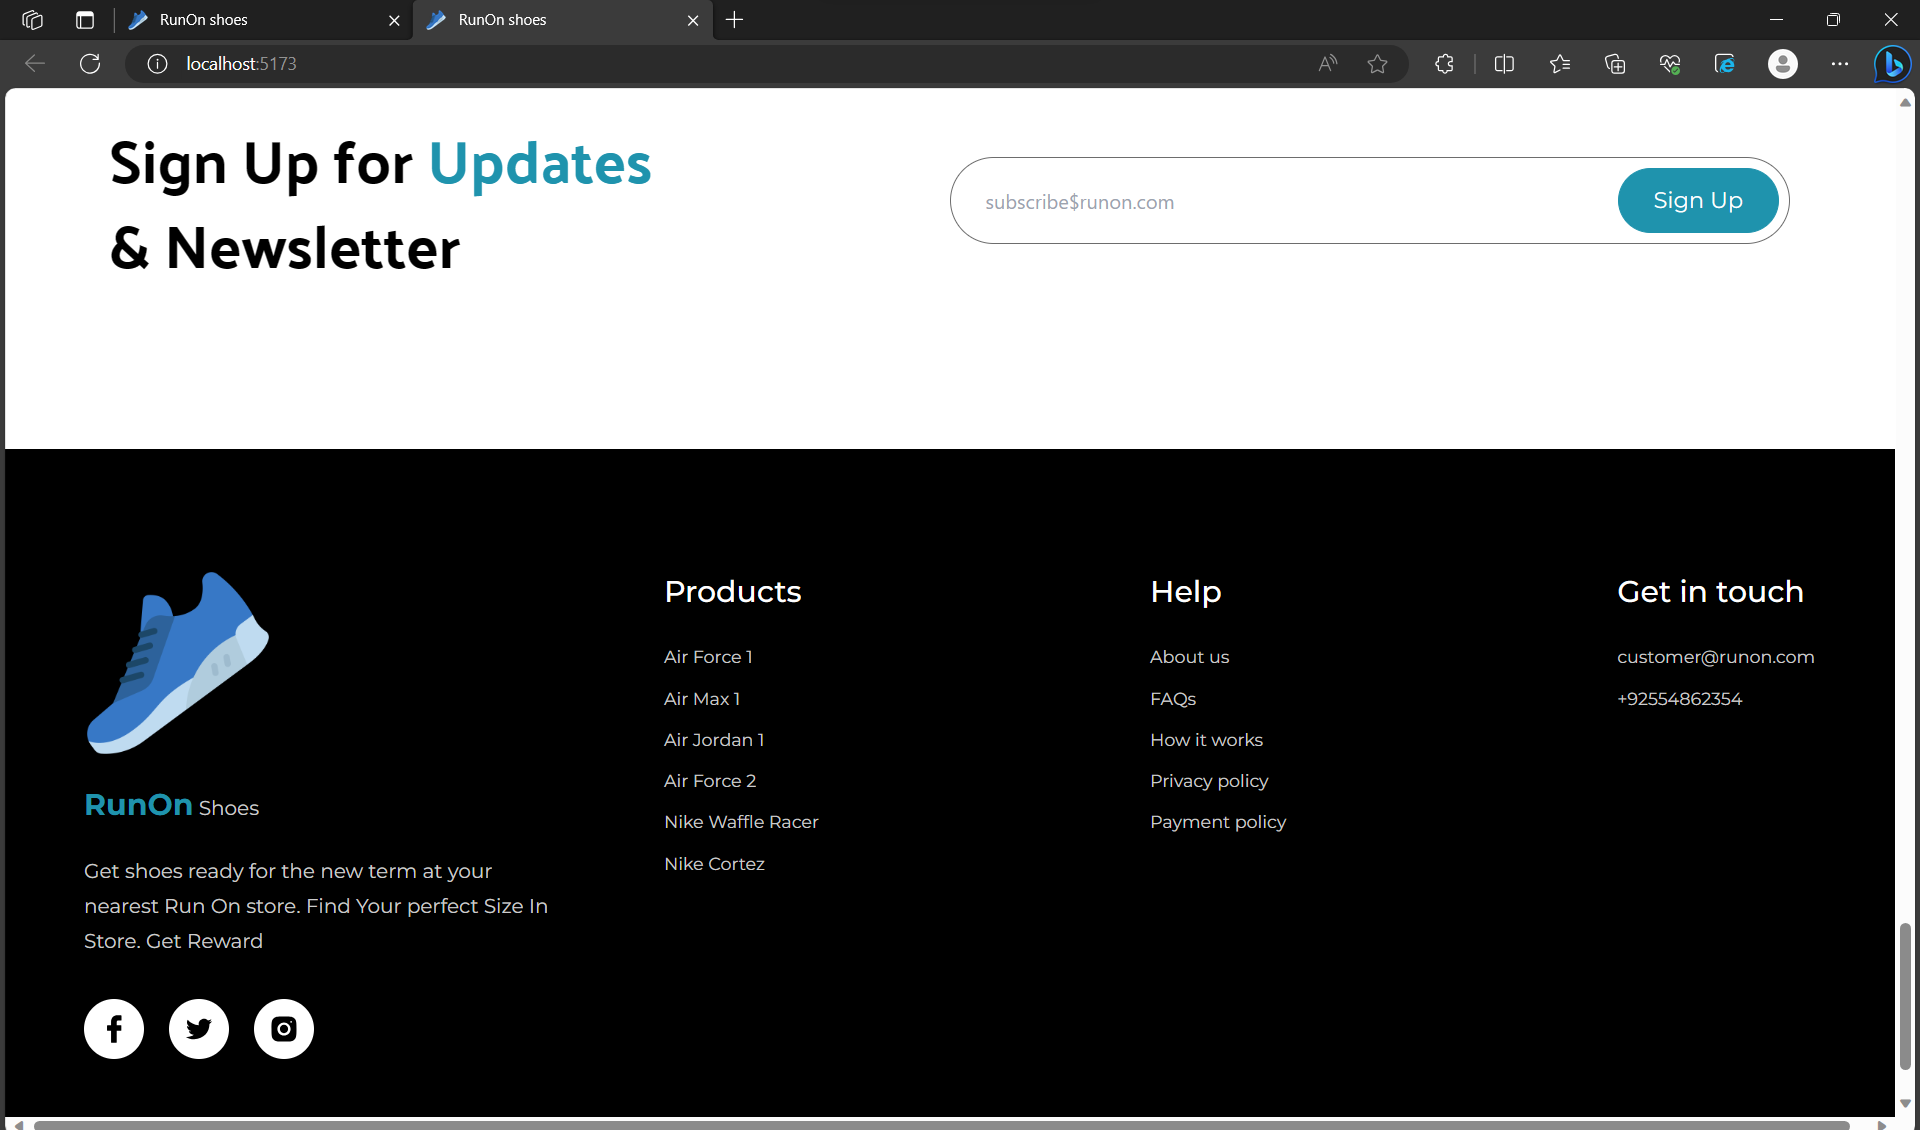 RunOn shoes
RunOn shoes
localhost:5173
Sign Up for Updates
& Newsletter
subscribe$runon.com
Sign Up
RunOn Shoes
Get shoes ready for the new term at your
nearest Run On store. Find Your perfect Size In
Store. Get Reward
Products
Air Force 1
Air Max 1
Air Jordan 1
Air Force 2
Nike Waffle Racer
Nike Cortez
Help
About us
FAQs
How it works
Privacy policy
Payment policy
Get in touch
customer@runon.com
+92554862354